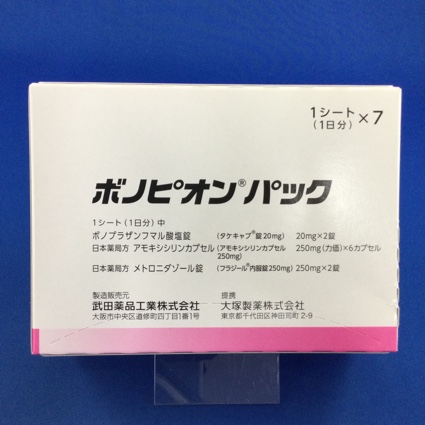 1シート
(1日分) ×7
ボノピオン®パック
1シート(1日分)中
ボノプラザンフマル酸塩錠 (タケキャブ®錠20mg) 20mg×2錠
日本薬局方 アモキシシリンカプセル (アモキシシリンカプセル 250mg(力価)×6カプセル
250mg)
日本薬局方 メトロニダゾール錠 (フラジール®内服錠250mg) 250mg×2錠
製造販売元 提携
武田薬品工業株式会社 大塚製薬株式会社
大阪市中央区道修町四丁目1番1号 東京都千代田区神田司町2-9